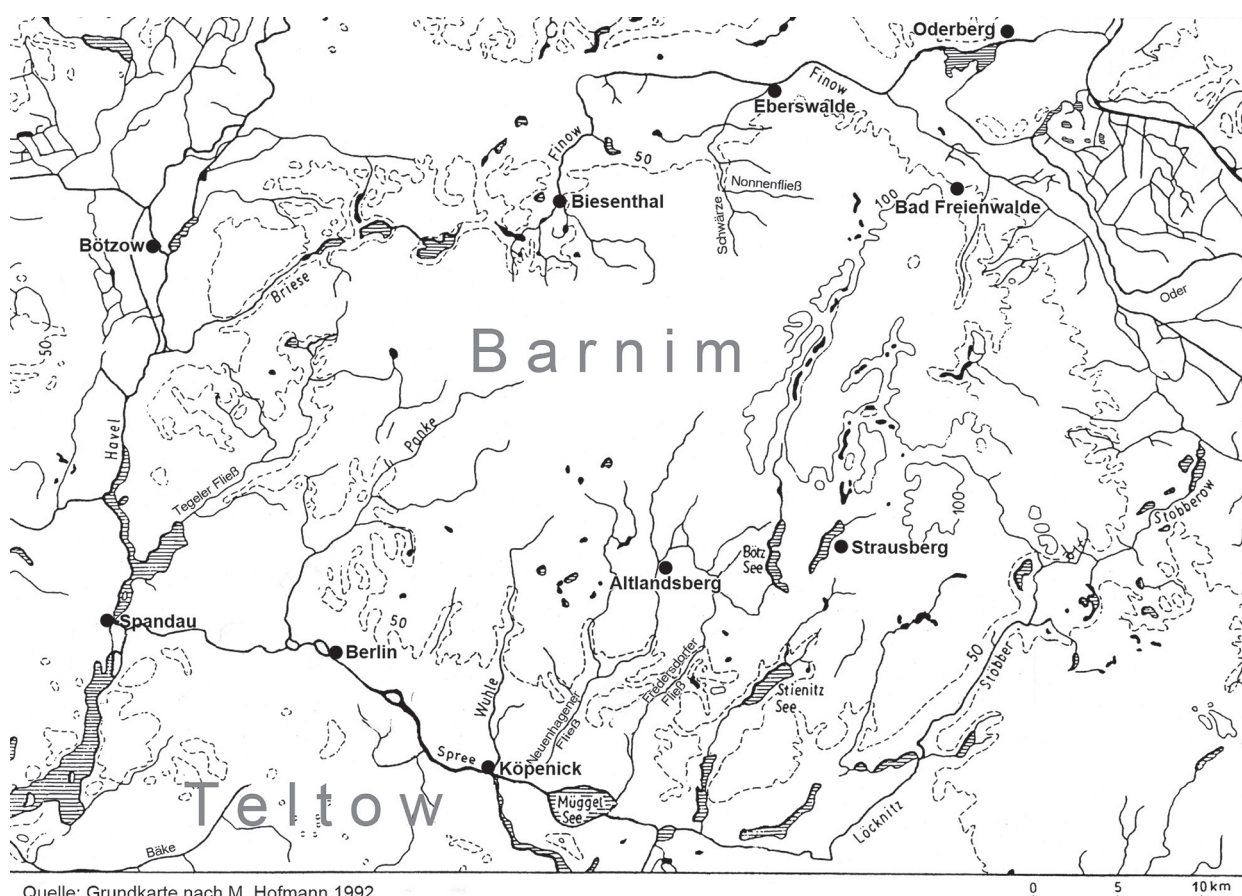 Oderberg
Finow
Eberswalde
Finow
50
Biesenthal
Nonnenfließ
Schwärze
100
Bad Freienwalde
Bötzow
Briese
Oder
50
Barnim
Havel
Panke
Tegeler Fließ
100
Stobberow
Bötz
See
Strausberg
Altlandsberg
Spandau
50
Berlin
Wuhle
Neuenhagener
Fließ
Fredersdorfer
Fließ
Stienitz
See
50
Stöbber
Spree
Köpenick
Müggel
See
Teltow
Löcknitz
Bäke
Quelle: Grundkarte nach M. Hofmann 1992
0 5 10 km